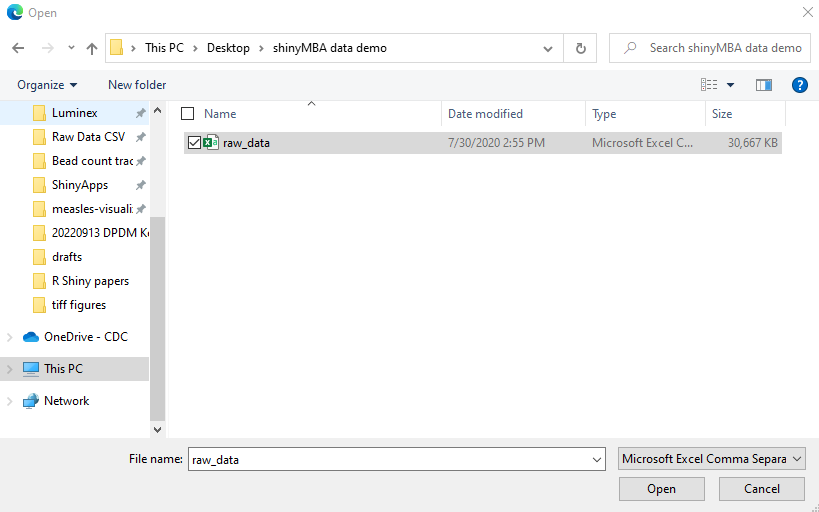 Open
This PC > Desktop > shinyMBA data demo
Search shinyMBA data demo
Organize
New folder
Name
Date modified
Type
Size
raw_data
7/30/2020 2:55 PM
Microsoft Excel C...
30,667 KB
Luminex
Raw Data CSV
Bead count trac
ShinyApps
measles-visuali
20220913 DPDM K
drafts
R Shiny papers
tiff figures
OneDrive - CDC
This PC
Network
File name:
raw_data
Microsoft Excel Comma Separa
Open
Cancel